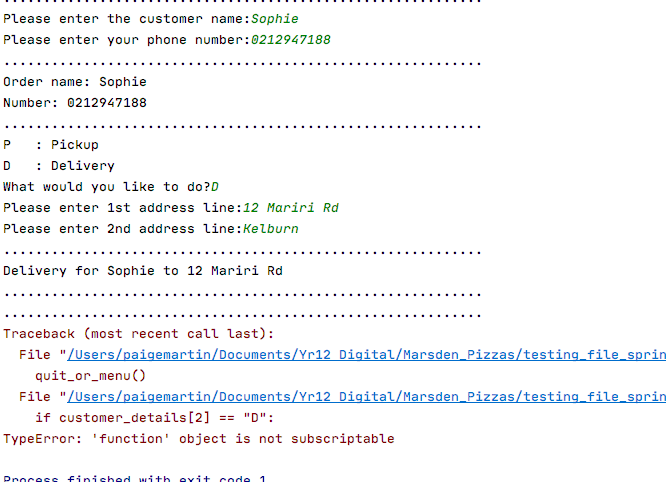 ............................................................
Please enter the customer name:Sophie
Please enter your phone number:0212947188
............................................................
Order name: Sophie
Number: 0212947188
............................................................
P   : Pickup
D   : Delivery
What would you like to do?D
Please enter 1st address line:12 Mariri Rd
Please enter 2nd address line:Kelburn
............................................................
Delivery for Sophie to 12 Mariri Rd
............................................................
............................................................
Traceback (most recent call last):
  File "/Users/paigemartin/Documents/Yr12 Digital/Marsden_Pizzas/testing_file_sprin
    quit_or_menu()
  File "/Users/paigemartin/Documents/Yr12 Digital/Marsden_Pizzas/testing_file_sprin
    if customer_details[2] == "D":
TypeError: 'function' object is not subscriptable
Process finished with exit code 1